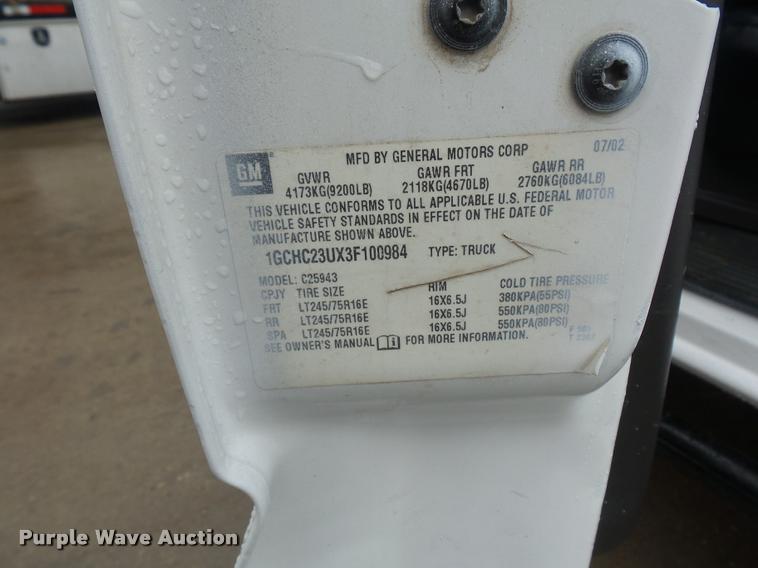 GM
MFD BY GENERAL MOTORS CORP 07/02
GVWR GAWR FRT GAWR RR
4173KG(9200LB) 2118KG(4670LB) 2760KG(6084LB)
THIS VEHICLE CONFORMS TO ALL APPLICABLE U.S. FEDERAL MOTOR
VEHICLE SAFETY STANDARDS IN EFFECT ON THE DATE OF
MANUFACTURE SHOWN ABOVE.
1GCHC23UX3F100984 TYPE: TRUCK
MODEL: C25943
CPJY TIRE SIZE RIM COLD TIRE PRESSURE
FRT LT245/75R16E 16X6.5J 380KPA(55PSI)
RR LT245/75R16E 16X6.5J 550KPA(80PSI)
SPA LT245/75R16E 16X6.5J 550KPA(80PSI)
SEE OWNER'S MANUAL FOR MORE INFORMATION.
Purple Wave Auction